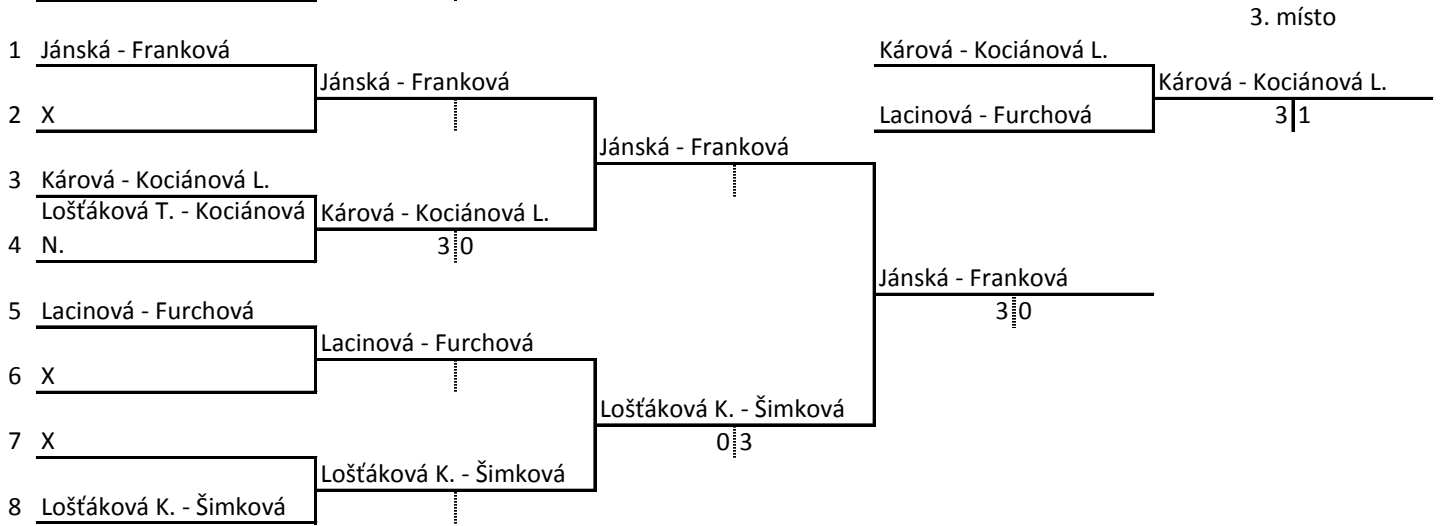 3. místo
1 Jánská - Franková
Kárová - Kociánová L.
Jánská - Franková
Kárová - Kociánová L.
2 X
Lacinová - Furchová
3 1
Jánská - Franková
3 Kárová - Kociánová L.
Lošťáková T. - Kociánová
Kárová - Kociánová L.
4 N.
3 0
Jánská - Franková
5 Lacinová - Furchová
3 0
Lacinová - Furchová
6 X
Lošťáková K. - Šimková
7 X
0 3
Lošťáková K. - Šimková
8 Lošťáková K. - Šimková